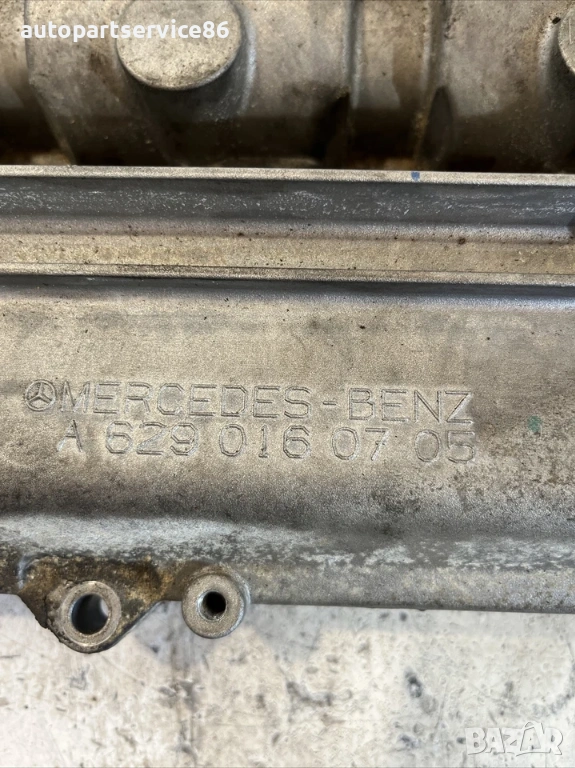 autopartservice86
MERCEDES-BENZ
A 629 016 07 05
BAZAR